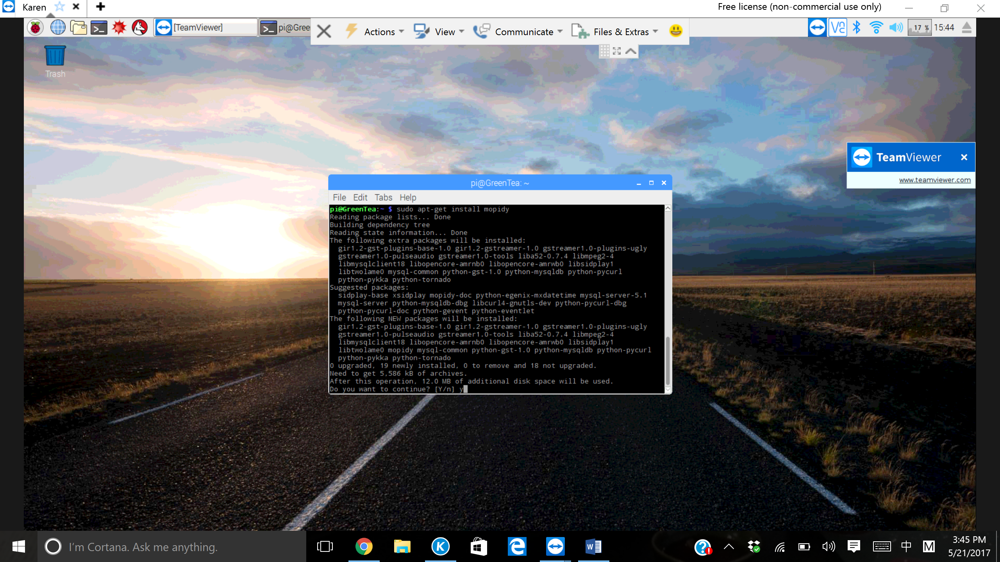 Karen
Free license (non-commercial use only)
[TeamViewer]
pi@Gree
Actions
View
Communicate
Files & Extras
17 %
15:44
Trash
TeamViewer
www.teamviewer.com
pi@GreenTea: ~
File Edit Tabs Help
pi@GreenTea:~ $ sudo apt-get install mopidy
Reading package lists... Done
Building dependency tree
Reading state information... Done
The following extra packages will be installed:
gir1.2-gst-plugins-base-1.0 gir1.2-gstreamer-1.0 gstreamer1.0-plugins-ugly
gstreamer1.0-pulseaudio gstreamer1.0-tools liba52-0.7.4 libmpeg2-4
libmysqlclient18 libopencore-amrnb0 libopencore-amrwb0 libsidplay1
libtwolame0 mysql-common python-gst-1.0 python-mysqldb python-pycurl
python-pykka python-tornado
Suggested packages:
sidplay-base xsidplay mopidy-doc python-egenix-mxdatetime mysql-server-5.1
mysql-server python-mysqldb-dbg libcurl4-gnutls-dev python-pycurl-dbg
python-pycurl-doc python-gevent python-eventlet
The following NEW packages will be installed:
gir1.2-gst-plugins-base-1.0 gir1.2-gstreamer-1.0 gstreamer1.0-plugins-ugly
gstreamer1.0-pulseaudio gstreamer1.0-tools liba52-0.7.4 libmpeg2-4
libmysqlclient18 libopencore-amrnb0 libopencore-amrwb0 libsidplay1
libtwolame0 mopidy mysql-common python-gst-1.0 python-mysqldb python-pycurl
python-pykka python-tornado
0 upgraded, 19 newly installed, 0 to remove and 18 not upgraded.
Need to get 5,586 kB of archives.
After this operation, 12.0 MB of additional disk space will be used.
Do you want to continue? [Y/n] y
I'm Cortana. Ask me anything.
中
M
3:45 PM
5/21/2017